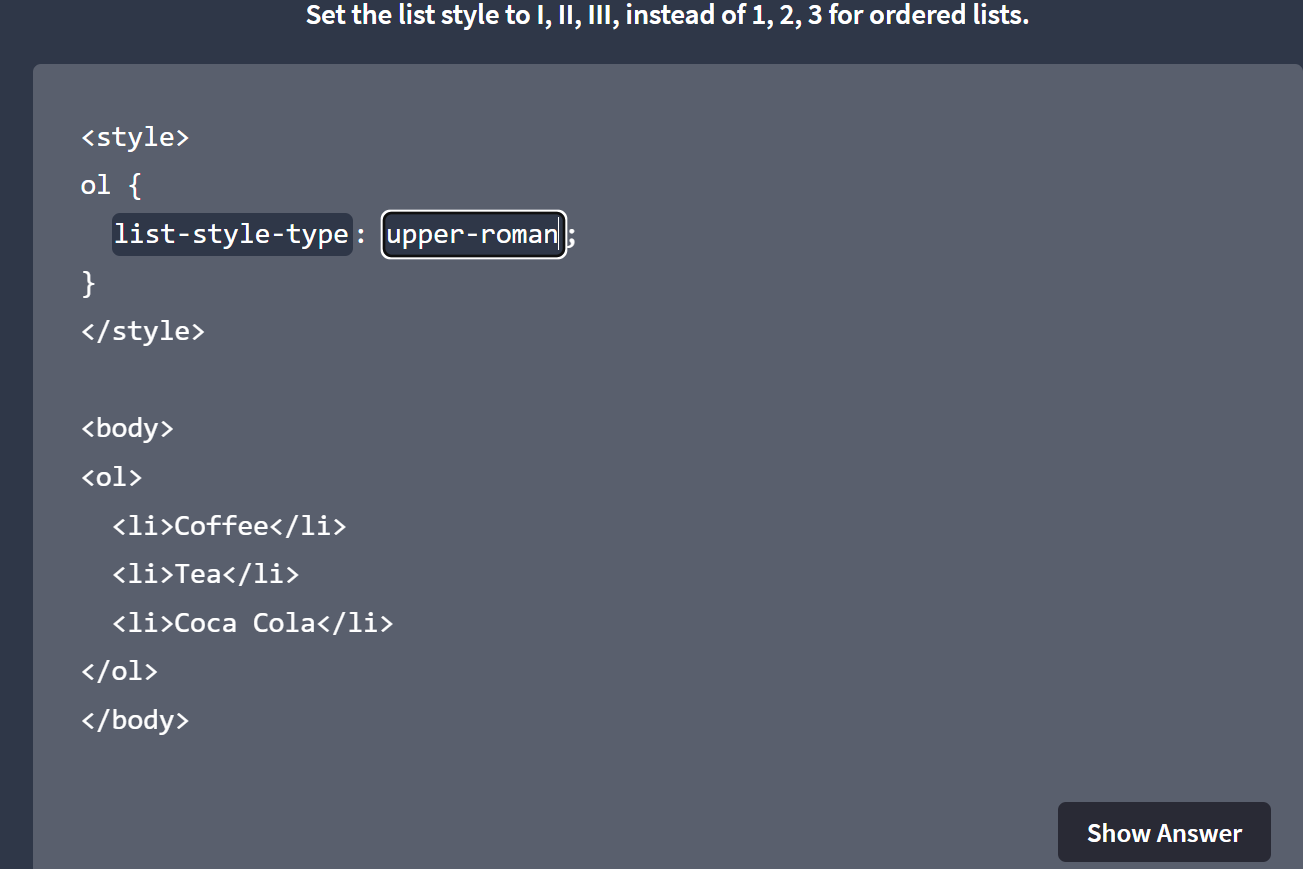 Set the list style to I, II, III, instead of 1, 2, 3 for ordered lists.
<style>
ol {
  list-style-type: upper-roman;
}
</style>

<body>
<ol>
  <li>Coffee</li>
  <li>Tea</li>
  <li>Coca Cola</li>
</ol>
</body>
Show Answer